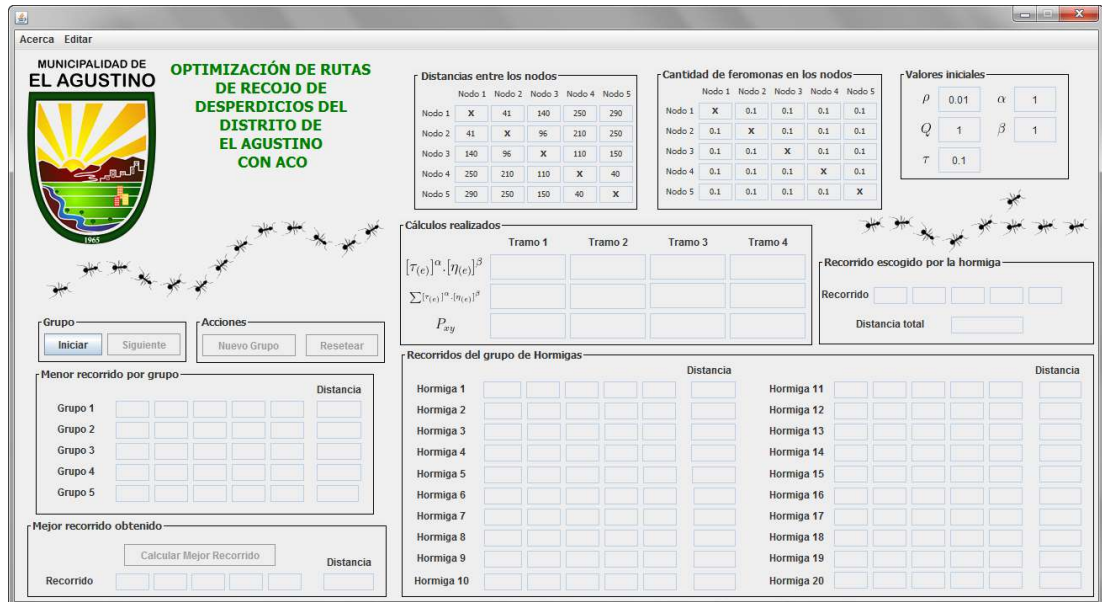 Acerca Editar
MUNICIPALIDAD DE
EL AGUSTINO
1965
OPTIMIZACIÓN DE RUTAS
DE RECOJO DE
DESPERDICIOS DEL
DISTRITO DE
EL AGUSTINO
CON ACO
Distancias entre los nodos
Nodo 1 Nodo 2 Nodo 3 Nodo 4 Nodo 5
Nodo 1 X 41 140 250 290
Nodo 2 41 X 96 210 250
Nodo 3 140 96 X 110 150
Nodo 4 250 210 110 X 40
Nodo 5 290 250 150 40 X
Cantidad de feromonas en los nodos
Nodo 1 Nodo 2 Nodo 3 Nodo 4 Nodo 5
Nodo 1 X 0.1 0.1 0.1 0.1
Nodo 2 0.1 X 0.1 0.1 0.1
Nodo 3 0.1 0.1 X 0.1 0.1
Nodo 4 0.1 0.1 0.1 X 0.1
Nodo 5 0.1 0.1 0.1 0.1 X
Valores iniciales
ρ 0.01 α 1
Q 1 β 1
τ 0.1
Cálculos realizados
Tramo 1 Tramo 2 Tramo 3 Tramo 4
[τ(e)]^α.[η(e)]^β
∑[τ(e)]^α.[η(e)]^β
Pxy
Recorrido escogido por la hormiga
Recorrido
Distancia total
Grupo
Iniciar Siguiente
Acciones
Nuevo Grupo Resetear
Menor recorrido por grupo
Distancia
Grupo 1
Grupo 2
Grupo 3
Grupo 4
Grupo 5
Mejor recorrido obtenido
Calcular Mejor Recorrido
Distancia
Recorrido
Recorridos del grupo de Hormigas
Distancia Distancia
Hormiga 1 Hormiga 11
Hormiga 2 Hormiga 12
Hormiga 3 Hormiga 13
Hormiga 4 Hormiga 14
Hormiga 5 Hormiga 15
Hormiga 6 Hormiga 16
Hormiga 7 Hormiga 17
Hormiga 8 Hormiga 18
Hormiga 9 Hormiga 19
Hormiga 10 Hormiga 20